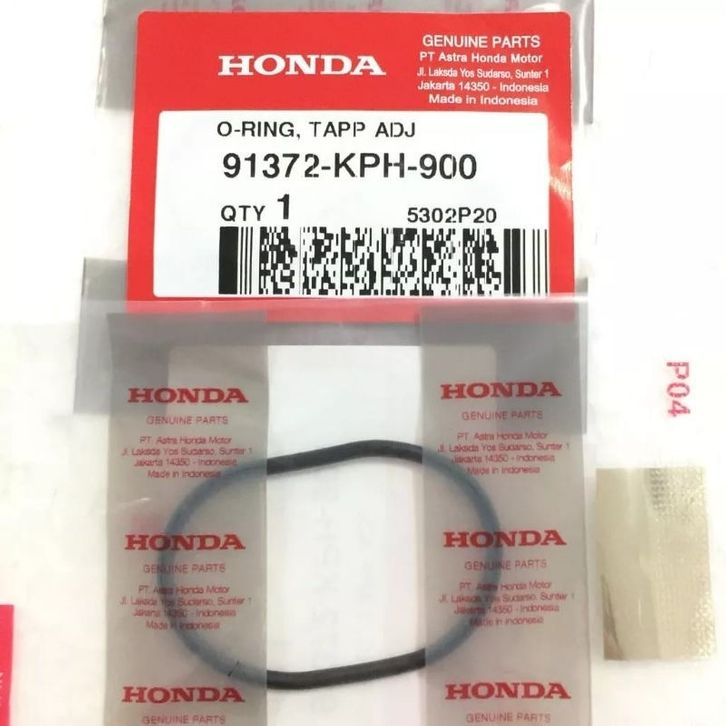 HONDA
GENUINE PARTS
PT Astra Honda Motor
Jl. Laksda Yos Sudarso, Sunter 1
Jakarta 14350 - Indonesia
Made in Indonesia
O-RING, TAPP ADJ
91372-KPH-900
QTY 1
5302P20
P04
HONDA
GENUINE PARTS
PT. Astra Honda Motor
Jl. Laksda Yos Sudarso, Sunter 1
Jakarta 14350 - Indonesia
Made in Indonesia
HONDA
GENUINE PARTS
PT. Astra Honda Motor
Jl. Laksda Yos Sudarso, Sunter 1
Jakarta 14350 - Indonesia
Made in Indonesia
HONDA
GENUINE PARTS
PT. Astra Honda Motor
Jl. Laksda Yos Sudarso, Sunter 1
Jakarta 14350 - Indonesia
Made in Indonesia
HONDA
GENUINE PARTS
PT. Astra Honda Motor
Jl. Laksda Yos Sudarso, Sunter 1
Jakarta 14350 - Indonesia
Made in Indonesia
HONDA
GENUINE PARTS
HONDA
GENUINE PARTS